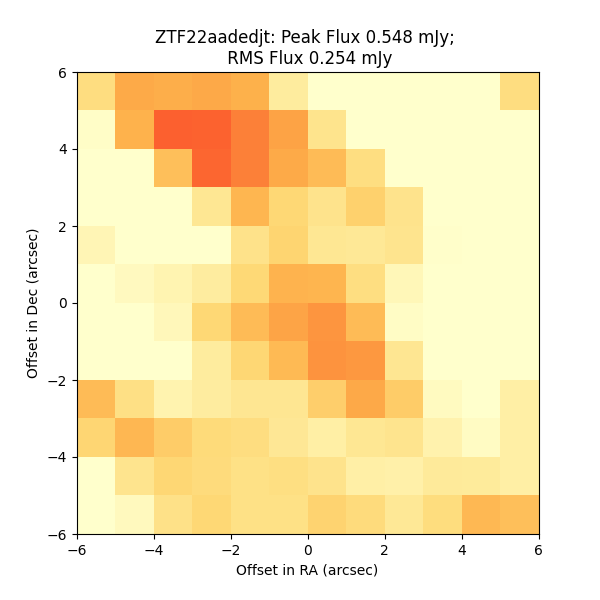 ZTF22aadedjt: Peak Flux 0.548 mJy;
RMS Flux 0.254 mJy
6
4
2
0
−2
−4
−6
Offset in Dec (arcsec)
−6 −4 −2 0 2 4 6
Offset in RA (arcsec)